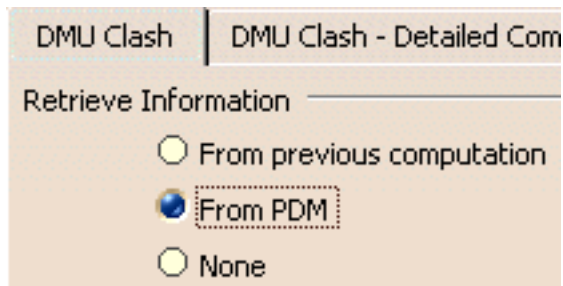 DMU Clash DMU Clash - Detailed Com
Retrieve Information
From previous computation
From PDM
None